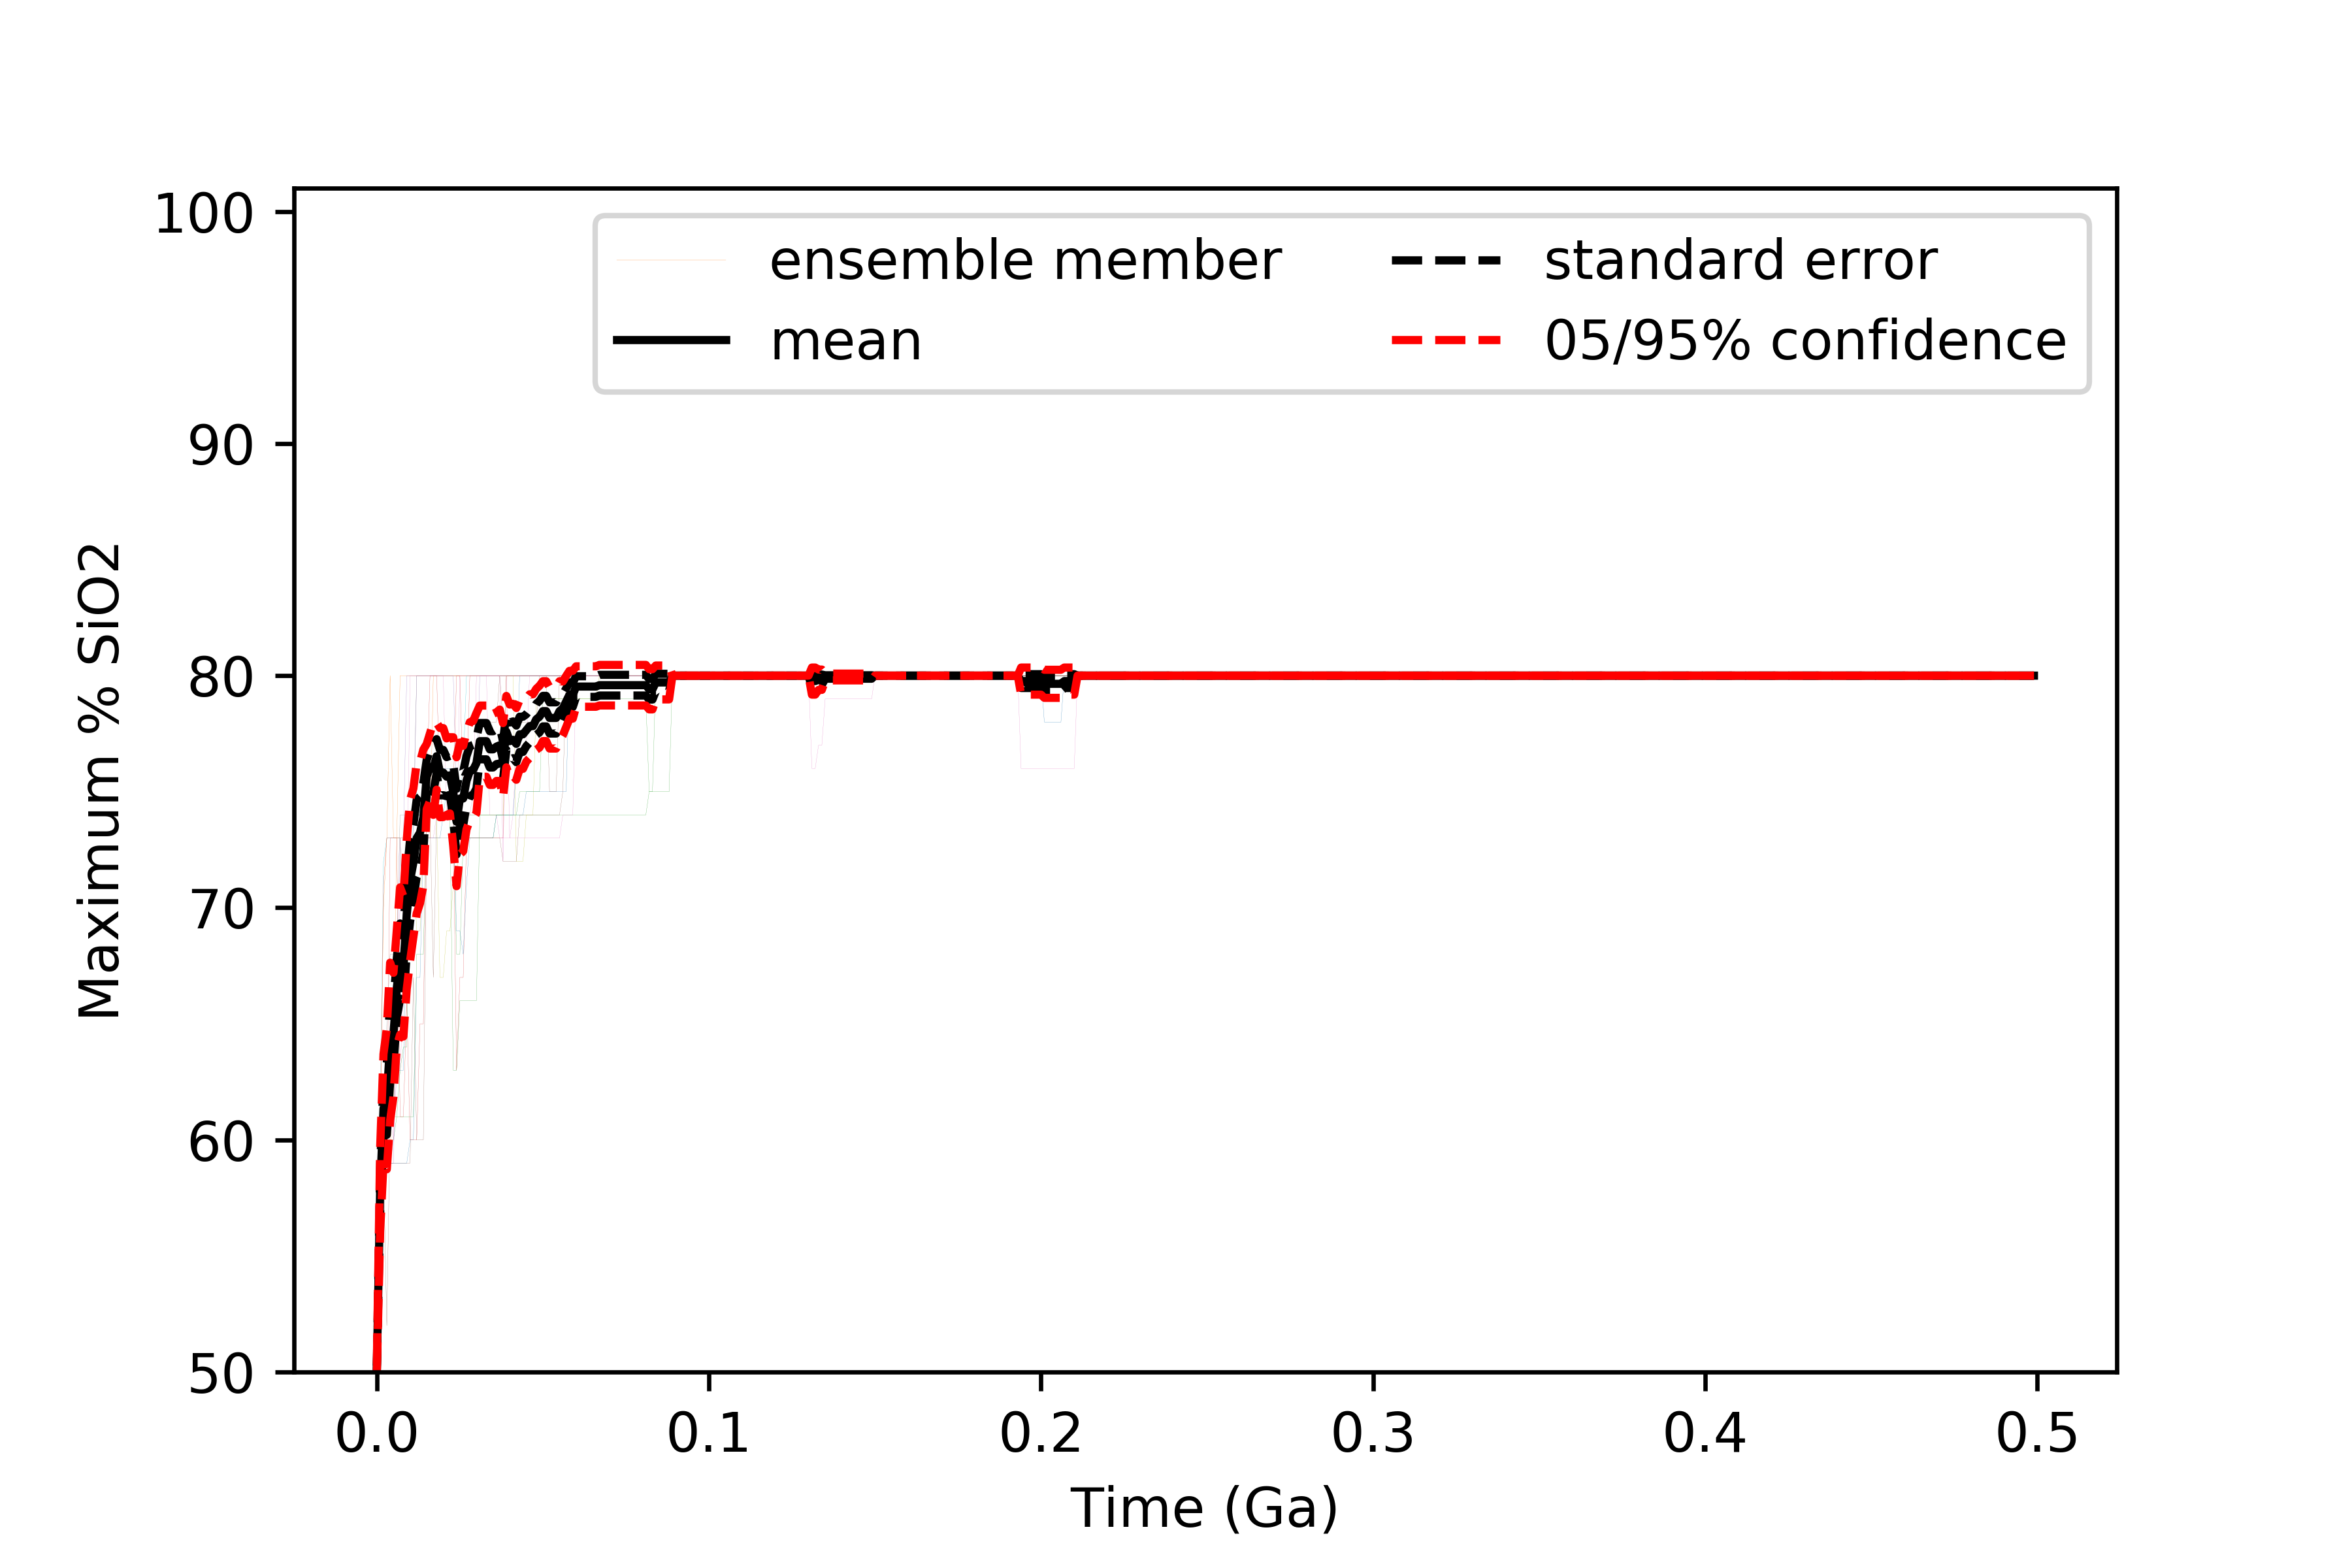 100
90
80
70
60
50
Maximum % SiO2
ensemble member
mean
standard error
05/95% confidence
0.0 0.1 0.2 0.3 0.4 0.5
Time (Ga)